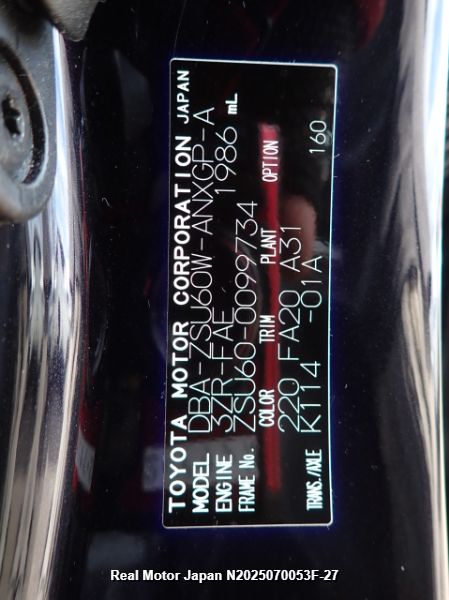 TOYOTA MOTOR CORPORATION JAPAN
MODEL DBA-ZSU60W-ANXGP-A
ENGINE 3ZR-FAE 1986 mL
FRAME No. ZSU60-0099734
COLOR TRIM PLANT OPTION
220 FA20 A31
TRANS./AXLE K114 -01A 160
Real Motor Japan N2025070053F-27